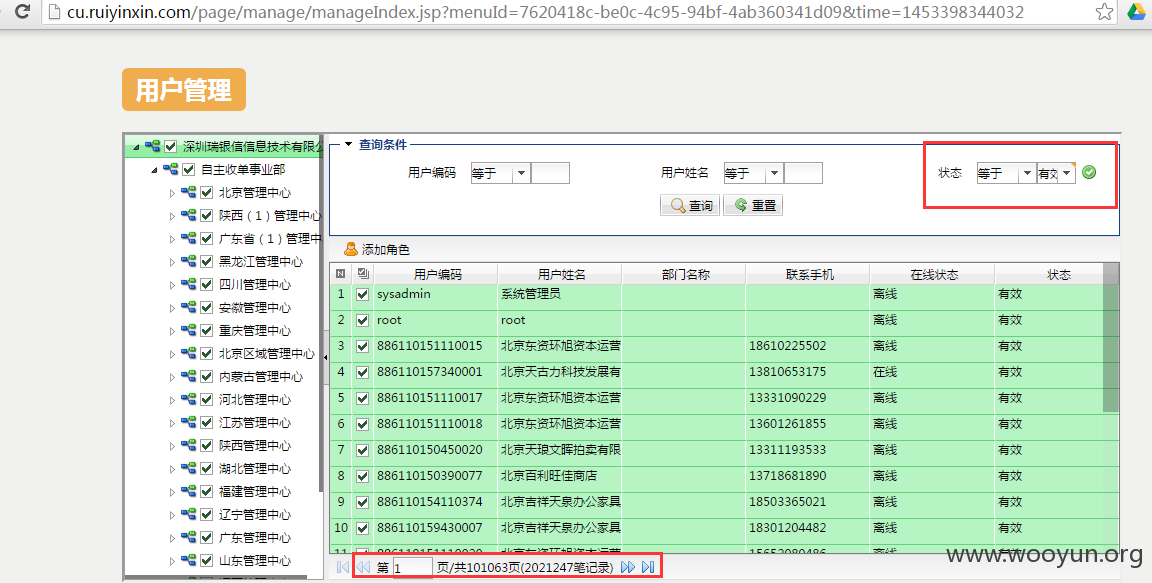 cu.ruiyinxin.com/page/manage/manageIndex.jsp?menuId=7620418c-be0c-4c95-94bf-4ab360341d09&time=1453398344032
用户管理
深圳瑞银信信息技术有限公
自主收单事业部
北京管理中心
陕西（1）管理中心
广东省（1）管理中
黑龙江管理中心
四川管理中心
安徽管理中心
重庆管理中心
北京区域管理中心
内蒙古管理中心
河北管理中心
江苏管理中心
陕西管理中心
湖北管理中心
福建管理中心
辽宁管理中心
广东管理中心
山东管理中心
查询条件
用户编码 等于 用户姓名 等于 状态 等于 有效
查询 重置
添加角色
用户编码 用户姓名 部门名称 联系手机 在线状态 状态
1 sysadmin 系统管理员 离线 有效
2 root root 离线 有效
3 886110151110015 北京东资环旭资本运营 18610225502 离线 有效
4 886110157340001 北京天古力科技发展有 13810653175 在线 有效
5 886110151110017 北京东资环旭资本运营 13331090229 离线 有效
6 886110151110018 北京东资环旭资本运营 13601261855 离线 有效
7 886110150450020 北京天琅文晖拍卖有限 13311193533 离线 有效
8 886110150390077 北京百利旺佳商店 13718681890 离线 有效
9 886110154110374 北京吉祥天泉办公家具 18503365021 离线 有效
10 886110159430007 北京吉祥天泉办公家具 18301204482 离线 有效
第 1 页/共101063页(2021247笔记录)
www.wooyun.org